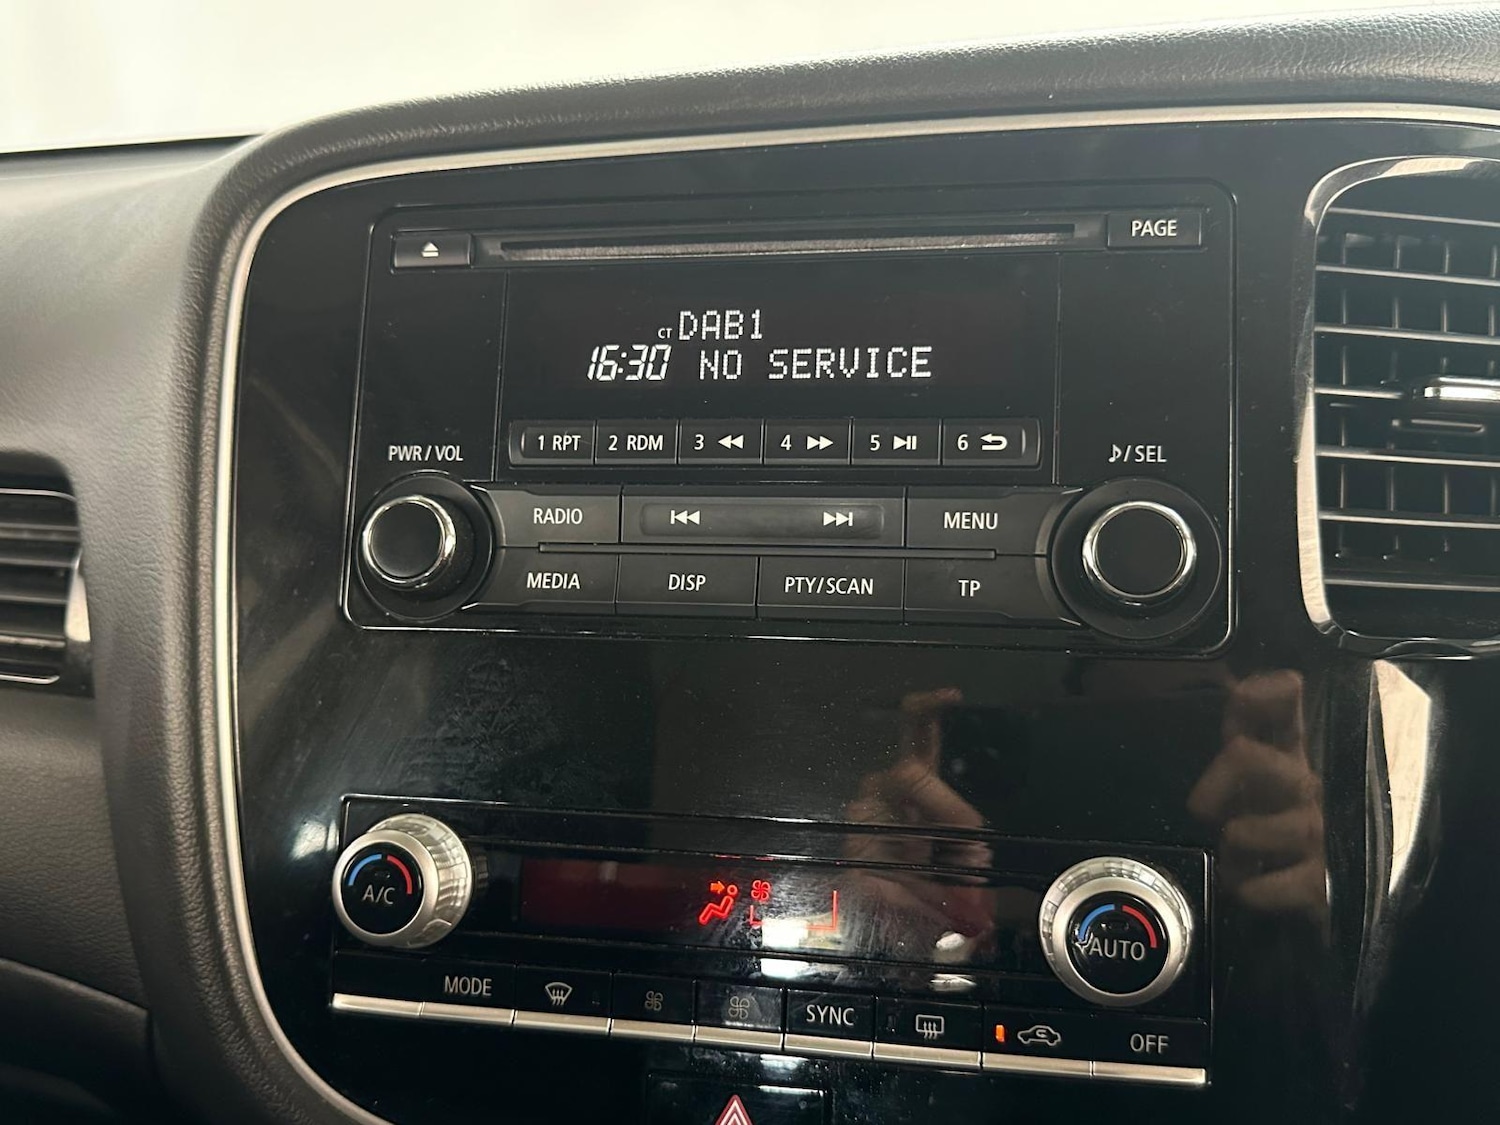 PAGE
CT DAB1
16:30 NO SERVICE
PWR / VOL
1 RPT 2 RDM 3 4 5 6
/ SEL
RADIO MENU
MEDIA DISP PTY/SCAN TP
A/C
AUTO
MODE SYNC OFF